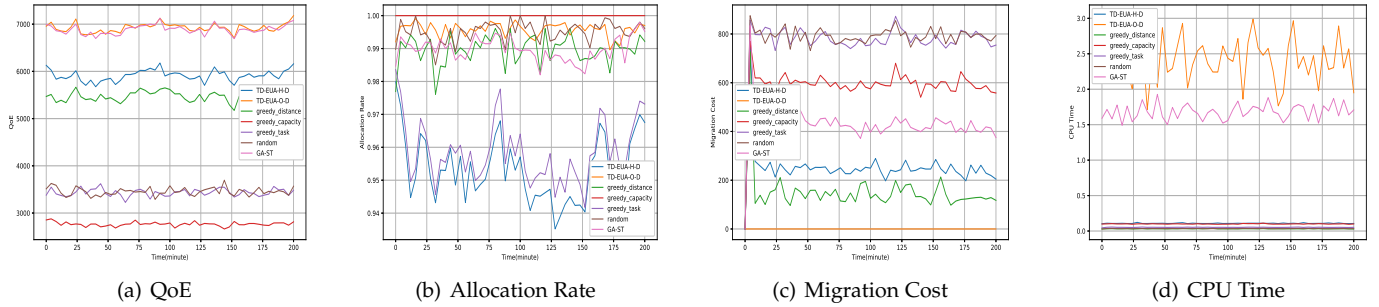 7000
6000
5000
4000
3000
QoE
TD-EUA-H-D
TD-EUA-O-D
greedy_distance
greedy_capacity
greedy_task
random
GA-ST
0
25
50
75
100
125
150
175
200
Time(minute)
(a) QoE
1.00
0.99
0.98
0.97
0.96
0.95
0.94
Allocation Rate
TD-EUA-H-D
TD-EUA-O-D
greedy_distance
greedy_capacity
greedy_task
random
GA-ST
0
25
50
75
100
125
150
175
200
Time(minute)
(b) Allocation Rate
800
600
400
200
0
Migration Cost
TD-EUA-H-D
TD-EUA-O-D
greedy_distance
greedy_capacity
greedy_task
random
GA-ST
0
25
50
75
100
125
150
175
200
Time(minute)
(c) Migration Cost
3.0
2.5
2.0
1.5
1.0
0.5
0.0
CPU Time
TD-EUA-H-D
TD-EUA-O-D
greedy_distance
greedy_capacity
greedy_task
random
GA-ST
0
25
50
75
100
125
150
175
200
Time(minute)
(d) CPU Time